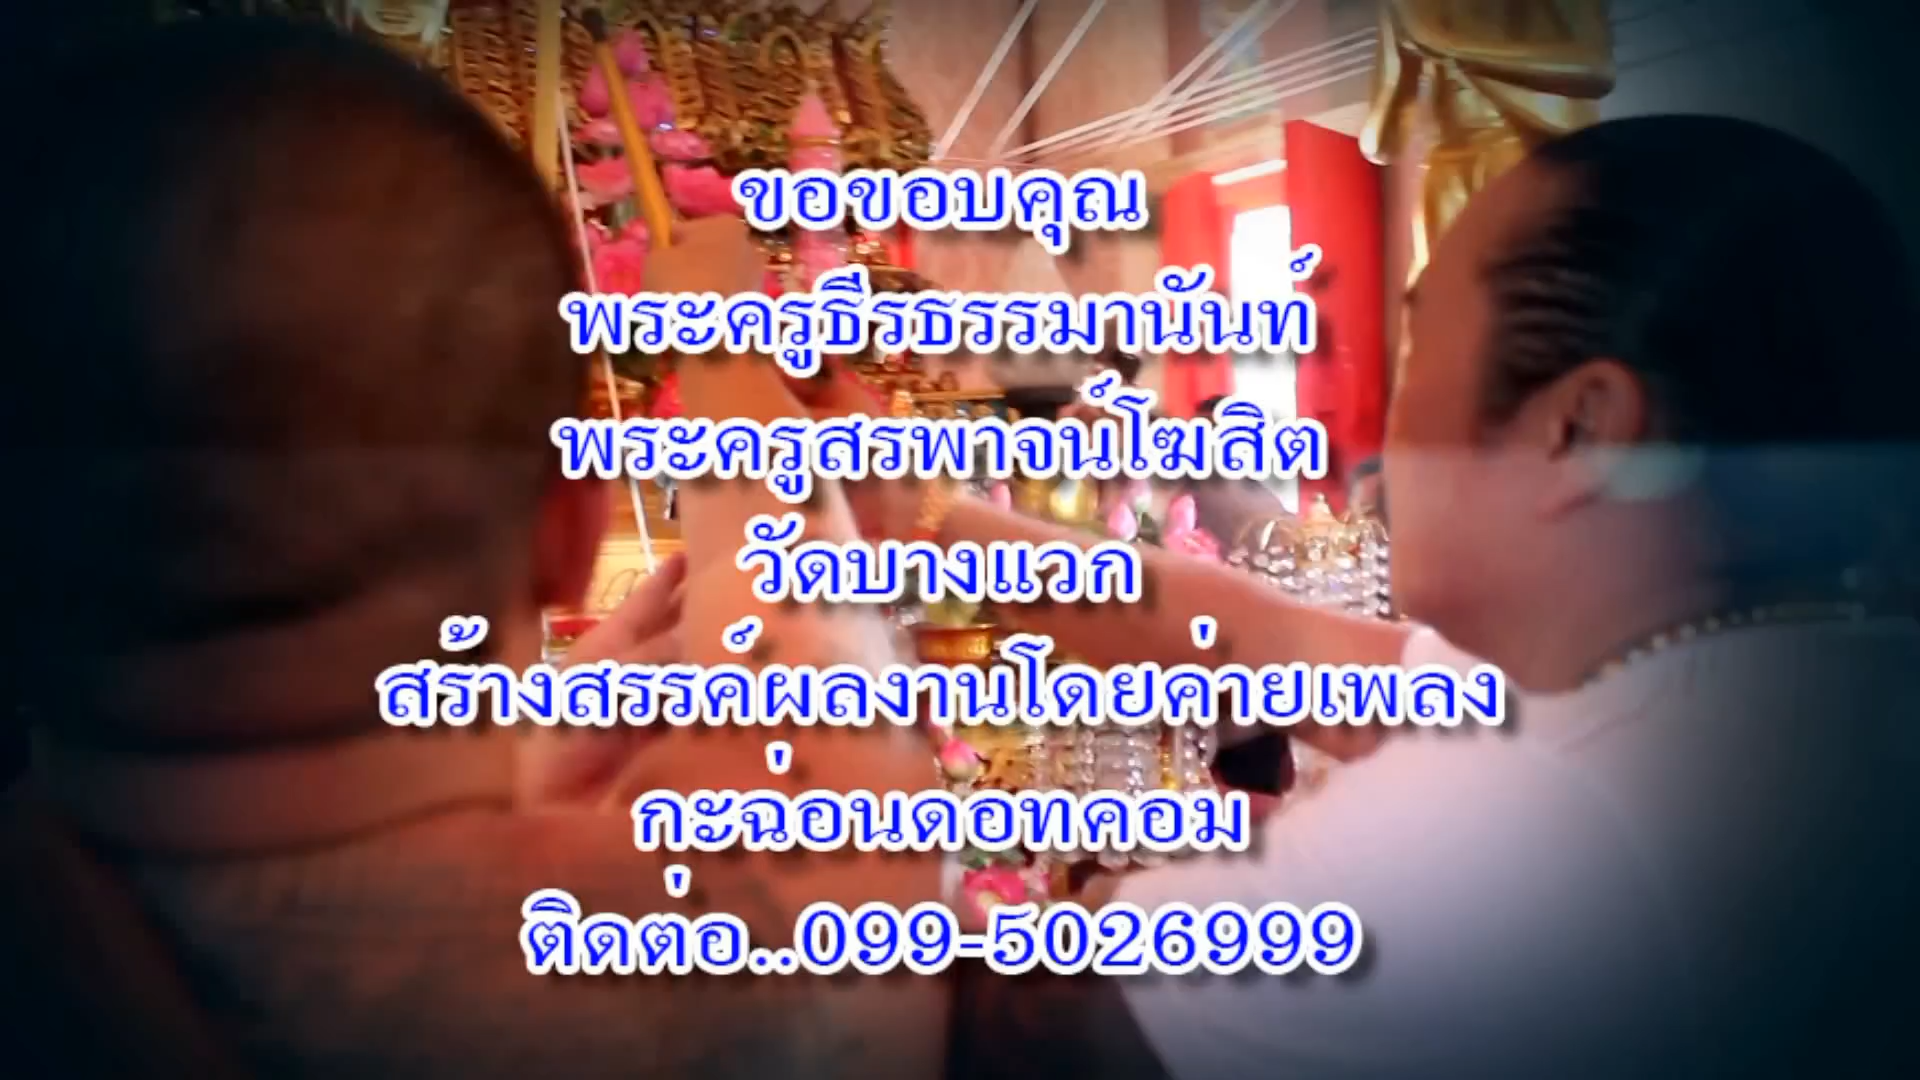 ขอขอบคุณ
พระครูธีรธรรมานันท์
พระครูสรพาจน์โฆสิต
วัดบางแวก
สร้างสรรค์ผลงานโดยค่ายเพลง
กะฉ่อนดอทคอม
ติดต่อ..099-5026999